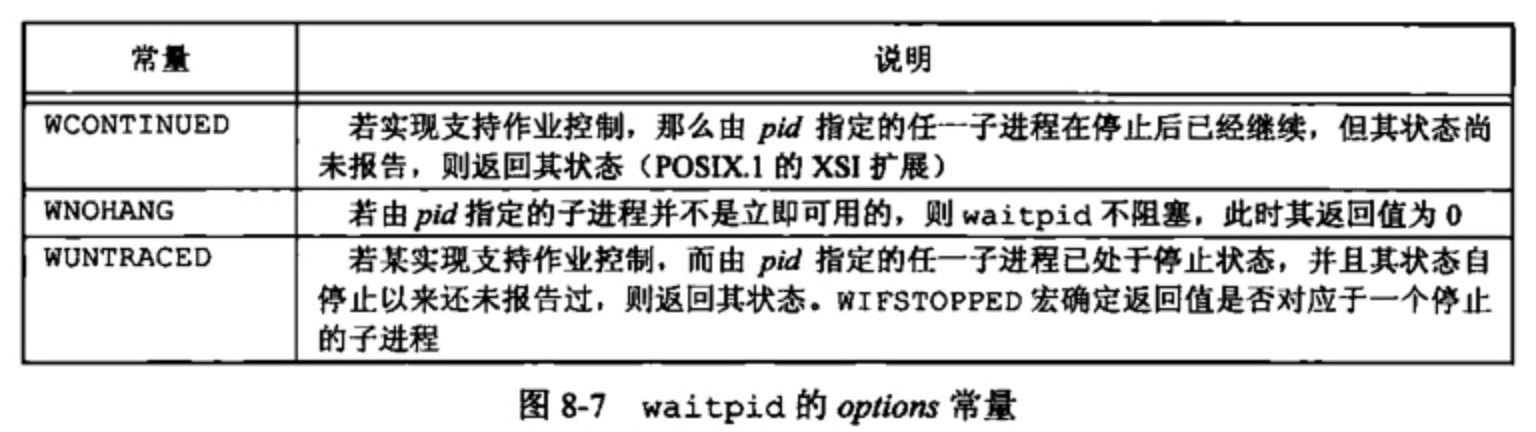 常量 说明
WCONTINUED 若实现支持作业控制，那么由 pid 指定的任一子进程在停止后已经继续，但其状态尚
未报告，则返回其状态（POSIX.1 的 XSI 扩展）
WNOHANG 若由 pid 指定的子进程并不是立即可用的，则 waitpid 不阻塞，此时其返回值为 0
WUNTRACED 若某实现支持作业控制，而由 pid 指定的任一子进程已处于停止状态，并且其状态自
停止以来还未报告过，则返回其状态。WIFSTOPPED 宏确定返回值是否对应于一个停止
的子进程
图 8-7 waitpid 的 options 常量